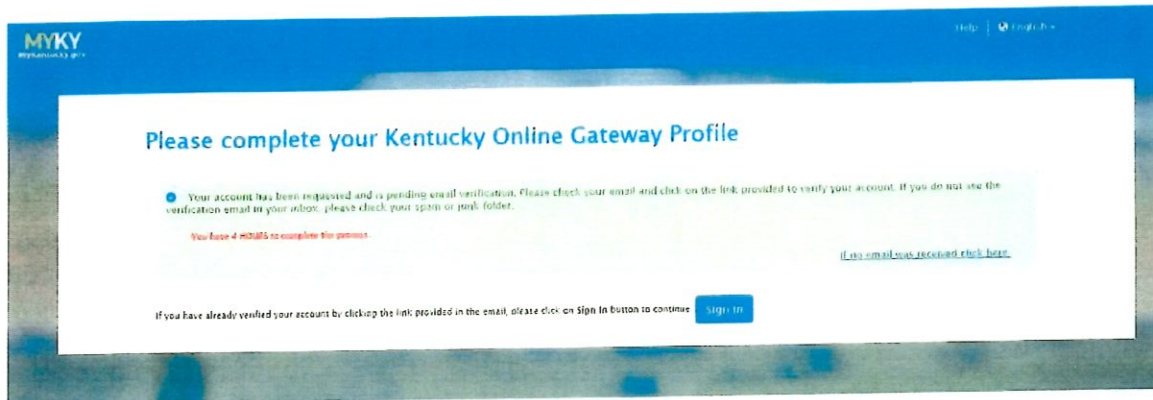 MYKY
mykentucky.gov
Help
English
Please complete your Kentucky Online Gateway Profile
Your account has been requested and is pending email verification. Please check your email and click on the link provided to verify your account. If you do not see the
verification email in your inbox, please check your spam or junk folder.
You have 4 HOURS to complete the process.
If no email was received click here.
If you have already verified your account by clicking the link provided in the email, please click on Sign In button to continue
Sign In